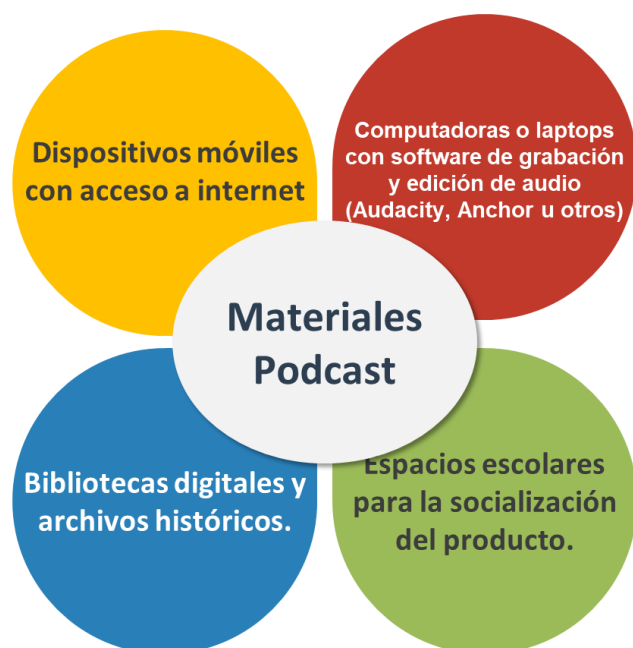 Dispositivos móviles
con acceso a internet
Computadoras o laptops
con software de grabación
y edición de audio
(Audacity, Anchor u otros)
Materiales
Podcast
Bibliotecas digitales y
archivos históricos.
Espacios escolares
para la socialización
del producto.